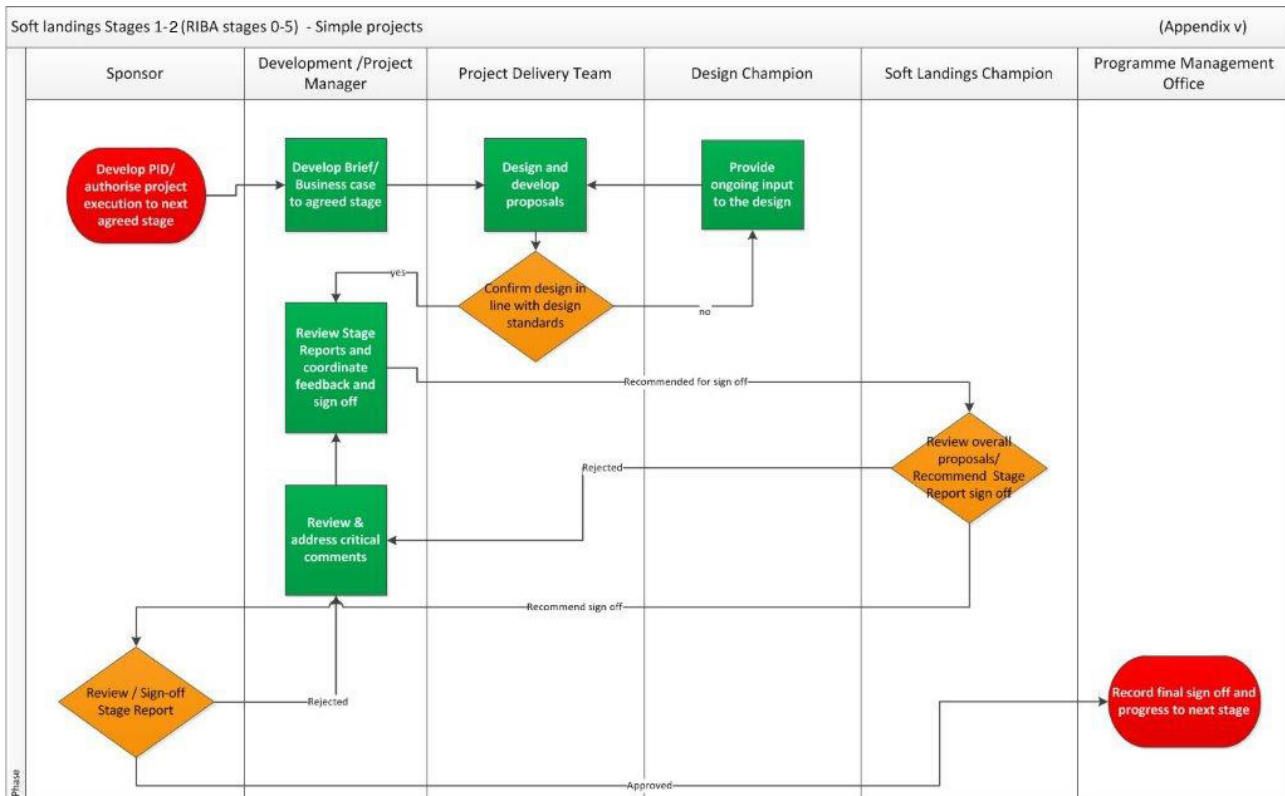 Soft landings Stages 1-2 (RIBA stages 0-5)  - Simple projects
(Appendix v)
Sponsor
Development /Project
Manager
Project Delivery Team
Design Champion
Soft Landings Champion
Programme Management
Office
Develop PID/
authorise project
execution to next
agreed stage
Develop Brief/
Business case
to agreed stage
Design and
develop
proposals
Provide
ongoing input
to the design
yes
Confirm design in
line with design
standards
no
Review Stage
Reports and
coordinate
feedback and
sign off
Recommended for sign off
Review overall
proposals/
Recommend  Stage
Report sign off
Rejected
Review &
address critical
comments
Recommend sign off
Review / Sign-off
Stage Report
Rejected
Record final sign off and
progress to next stage
Approved
Phase